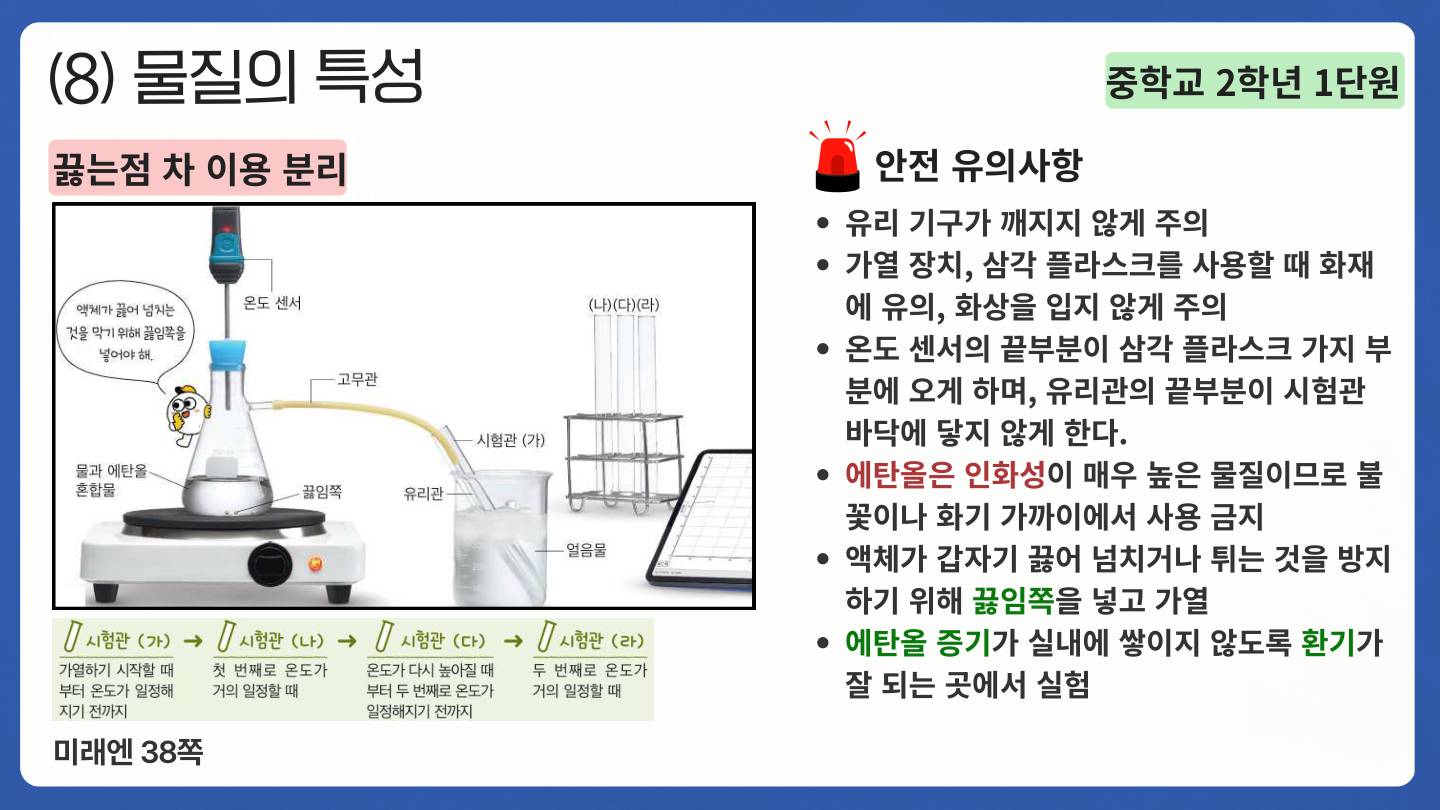 (8) 물질의 특성
중학교 2학년 1단원
끓는점 차 이용 분리
온도 센서
액체가 끓어 넘치는
것을 막기 위해 끓임쪽을
넣어야 해.
고무관
(나)(다)(라)
시험관 (가)
물과 에탄올
혼합물
끓임쪽
유리관
얼음물
시험관 (가) → 시험관 (나) → 시험관 (다) → 시험관 (라)
가열하기 시작할 때
부터 온도가 일정해
지기 전까지
첫 번째로 온도가
거의 일정할 때
온도가 다시 높아질 때
부터 두 번째로 온도가
일정해지기 전까지
두 번째로 온도가
거의 일정할 때
미래엔 38쪽
안전 유의사항
• 유리 기구가 깨지지 않게 주의
• 가열 장치, 삼각 플라스크를 사용할 때 화재
에 유의, 화상을 입지 않게 주의
• 온도 센서의 끝부분이 삼각 플라스크 가지 부
분에 오게 하며, 유리관의 끝부분이 시험관
바닥에 닿지 않게 한다.
• 에탄올은 인화성이 매우 높은 물질이므로 불
꽃이나 화기 가까이에서 사용 금지
• 액체가 갑자기 끓어 넘치거나 튀는 것을 방지
하기 위해 끓임쪽을 넣고 가열
• 에탄올 증기가 실내에 쌓이지 않도록 환기가
잘 되는 곳에서 실험